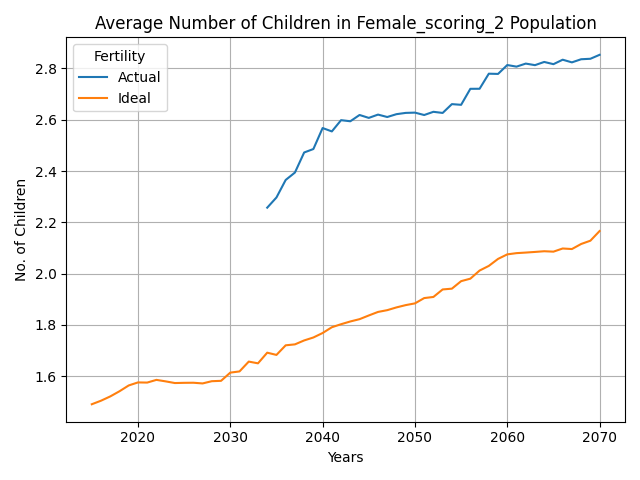 Average Number of Children in Female_scoring_2 Population
Fertility
Actual
Ideal
No. of Children
2.8
2.6
2.4
2.2
2.0
1.8
1.6
2020
2030
2040
2050
2060
2070
Years